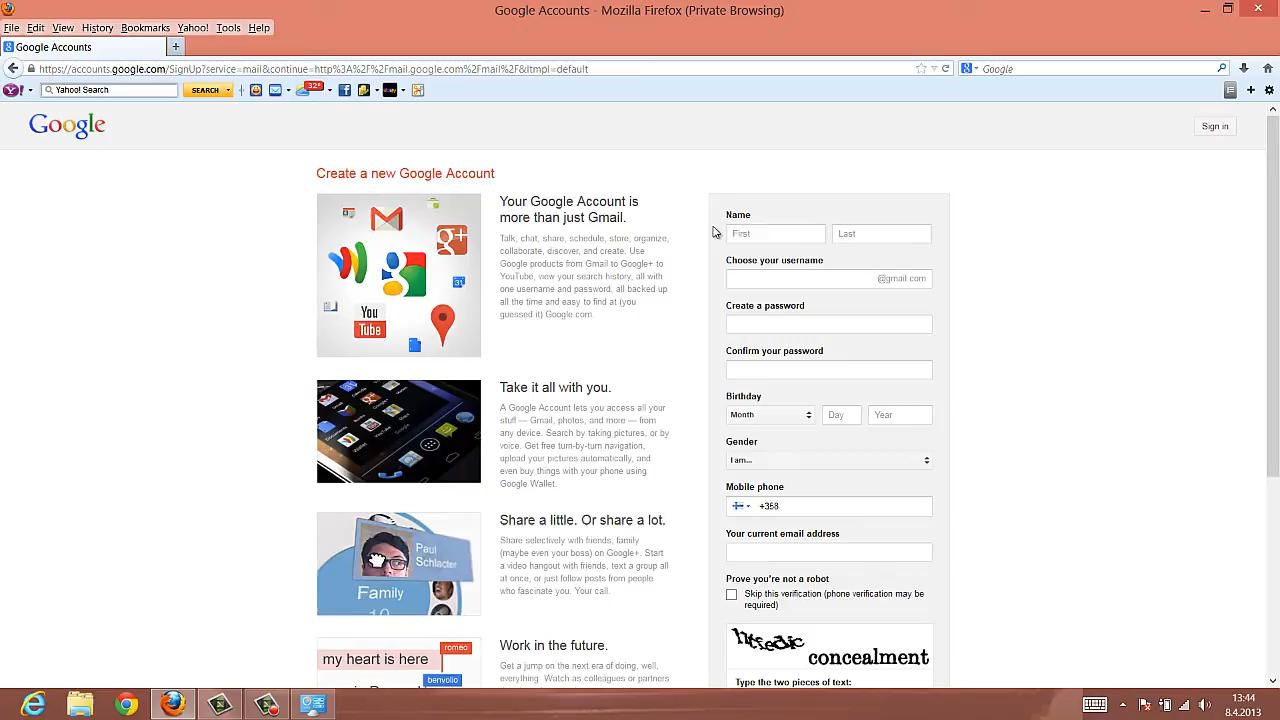 Google Accounts - Mozilla Firefox (Private Browsing)
File Edit View History Bookmarks Yahoo! Tools Help
Google Accounts
https://accounts.google.com/SignUp?service=mail&continue=http%3A%2F%2Fmail.google.com%2Fmail%2F&ltmpl=default
Google
Y! Yahoo! Search SEARCH 32°
Google
Sign in
Create a new Google Account
Your Google Account is
more than just Gmail.
Talk, chat, share, schedule, store, organize,
collaborate, discover, and create. Use
Google products from Gmail to Google+ to
YouTube, view your search history, all with
one username and password, all backed up
all the time and easy to find at (you
guessed it) Google.com.
g+
31
You
Tube
Take it all with you.
A Google Account lets you access all your
stuff — Gmail, photos, and more — from
any device. Search by taking pictures, or by
voice. Get free turn-by-turn navigation,
upload your pictures automatically, and
even buy things with your phone using
Google Wallet.
Share a little. Or share a lot.
Share selectively with friends, family
(maybe even your boss) on Google+. Start
a video hangout with friends, text a group all
at once, or just follow posts from people
who fascinate you. Your call.
Paul
Schlacter
Family
10
Work in the future.
Get a jump on the next era of doing, well,
everything. Watch as colleagues or partners
romeo
my heart is here
benvolio
Name
First Last
Choose your username
@gmail.com
Create a password
Confirm your password
Birthday
Month Day Year
Gender
I am...
Mobile phone
+358
Your current email address
Prove you're not a robot
Skip this verification (phone verification may be
required)
concealment
Type the two pieces of text:
13:44
8.4.2013